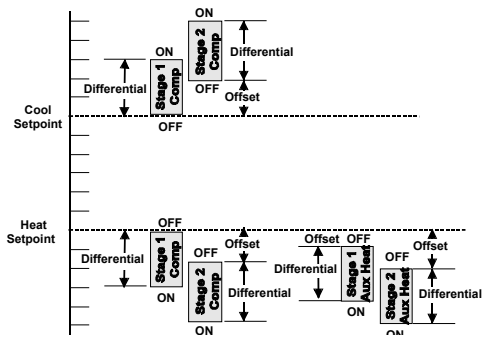 ON
ON
Stage 2
Comp
Differential
Differential
Stage 1
Comp
OFF
Offset
Cool
Setpoint
OFF
Heat
Setpoint
OFF
Stage 1
Comp
Differential
ON
Offset
OFF
Stage 2
Comp
Differential
ON
Offset
OFF
Stage 1
Aux Heat
Differential
ON
Offset
OFF
Stage 2
Aux Heat
Differential
ON